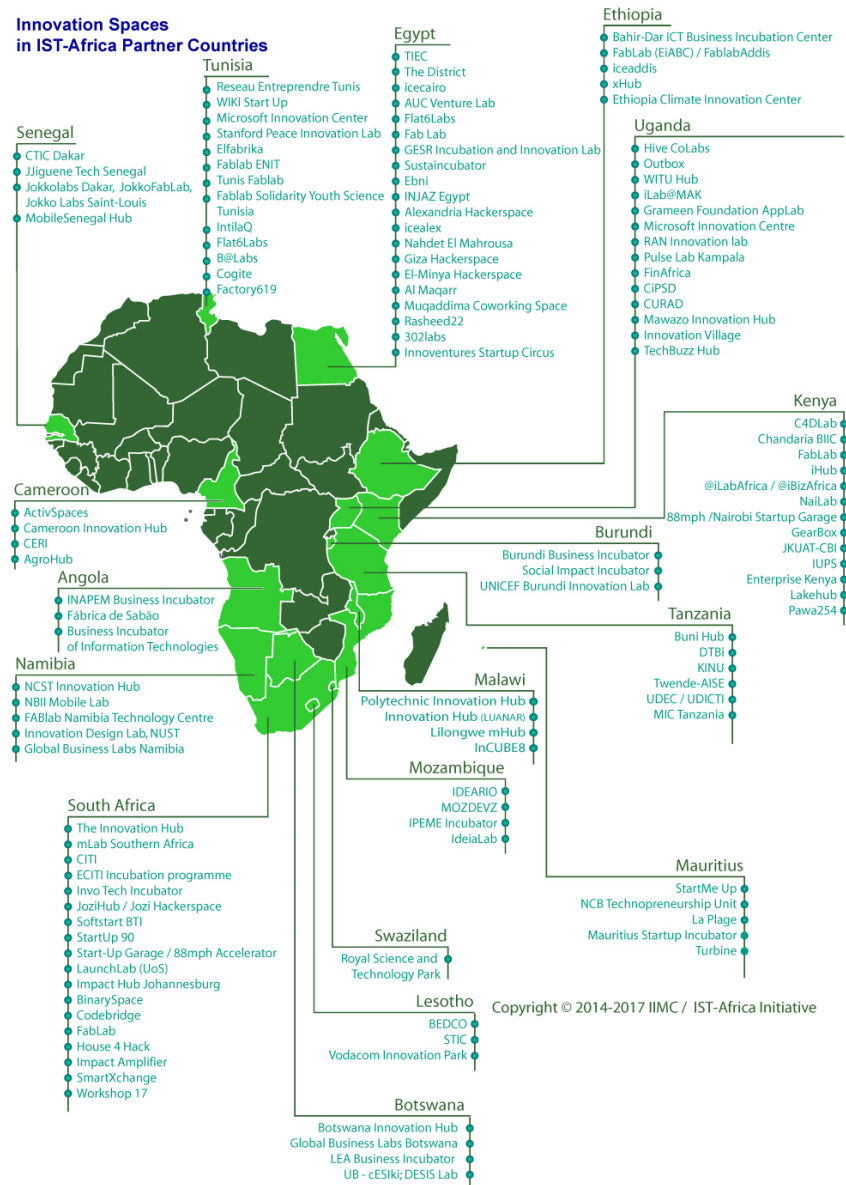 Innovation Spaces
in IST-Africa Partner Countries
Tunisia
Reseau Entreprendre Tunis
WIKI Start Up
Microsoft Innovation Center
Stanford Peace Innovation Lab
Elfabrika
Fablab ENIT
Tunis Fablab
Fablab Solidarity Youth Science
Tunisia
IntilaQ
Flat6Labs
B@Labs
Cogite
Factory619
Egypt
TIEC
The District
icecairo
AUC Venture Lab
Flat6Labs
Fab Lab
GESR Incubation and Innovation Lab
Sustaincubator
Ebni
INJAZ Egypt
Alexandria Hackerspace
icealex
Nahdet El Mahrousa
Giza Hackerspace
El-Minya Hackerspace
Al Maqarr
Muqaddima Coworking Space
Rasheed22
302labs
Innoventures Startup Circus
Ethiopia
Bahir-Dar ICT Business Incubation Center
FabLab (EiABC) / FablabAddis
iceaddis
xHub
Ethiopia Climate Innovation Center
Uganda
Hive CoLabs
Outbox
WITU Hub
iLab@MAK
Grameen Foundation AppLab
Microsoft Innovation Centre
RAN Innovation lab
Pulse Lab Kampala
FinAfrica
CiPSD
CURAD
Mawazo Innovation Hub
Innovation Village
TechBuzz Hub
Senegal
CTIC Dakar
JJiguene Tech Senegal
Jokkolabs Dakar, JokkoFabLab,
Jokko Labs Saint-Louis
MobileSenegal Hub
Kenya
C4DLab
Chandaria BIIC
FabLab
iHub
@iLabAfrica / @iBizAfrica
NaiLab
88mph /Nairobi Startup Garage
GearBox
JKUAT-CBI
IUPS
Enterprise Kenya
Lakehub
Pawa254
Cameroon
ActivSpaces
Cameroon Innovation Hub
CERI
AgroHub
Burundi
Burundi Business Incubator
Social Impact Incubator
UNICEF Burundi Innovation Lab
Angola
INAPEM Business Incubator
Fábrica de Sabão
Business Incubator
of Information Technologies
Tanzania
Buni Hub
DTBi
KINU
Twende-AISE
UDEC / UDICTI
MIC Tanzania
Namibia
NCST Innovation Hub
NBII Mobile Lab
FABlab Namibia Technology Centre
Innovation Design Lab, NUST
Global Business Labs Namibia
Malawi
Polytechnic Innovation Hub
Innovation Hub (LUANAR)
Lilongwe mHub
InCUBE8
Mozambique
IDEARIO
MOZDEVZ
IPEME Incubator
IdeiaLab
South Africa
The Innovation Hub
mLab Southern Africa
CITI
ECITI Incubation programme
Invo Tech Incubator
JoziHub / Jozi Hackerspace
Softstart BTI
StartUp 90
Start-Up Garage / 88mph Accelerator
LaunchLab (UoS)
Impact Hub Johannesburg
BinarySpace
Codebridge
FabLab
House 4 Hack
Impact Amplifier
SmartXchange
Workshop 17
Mauritius
StartMe Up
NCB Technopreneurship Unit
La Plage
Mauritius Startup Incubator
Turbine
Swaziland
Royal Science and
Technology Park
Lesotho
BEDCO
STIC
Vodacom Innovation Park
Copyright © 2014-2017 IIMC / IST-Africa Initiative
Botswana
Botswana Innovation Hub
Global Business Labs Botswana
LEA Business Incubator
UB - cESIki; DESIS Lab